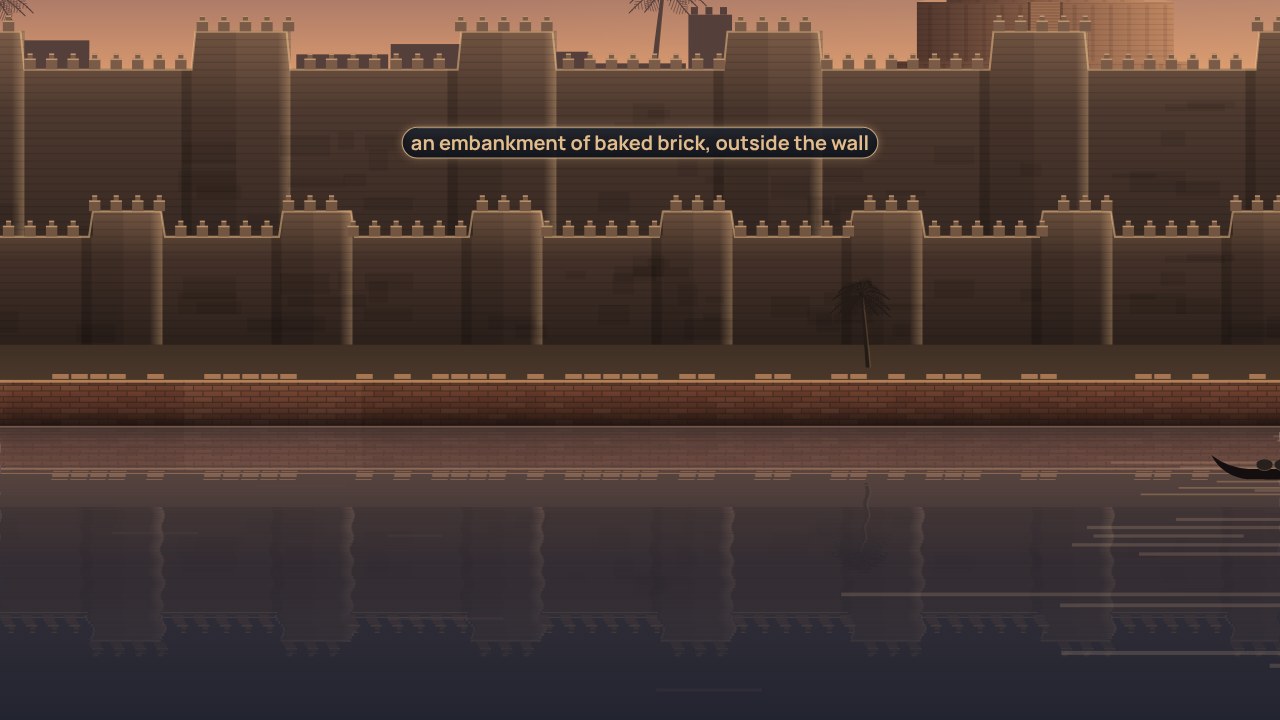 an embankment of baked brick, outside the wall